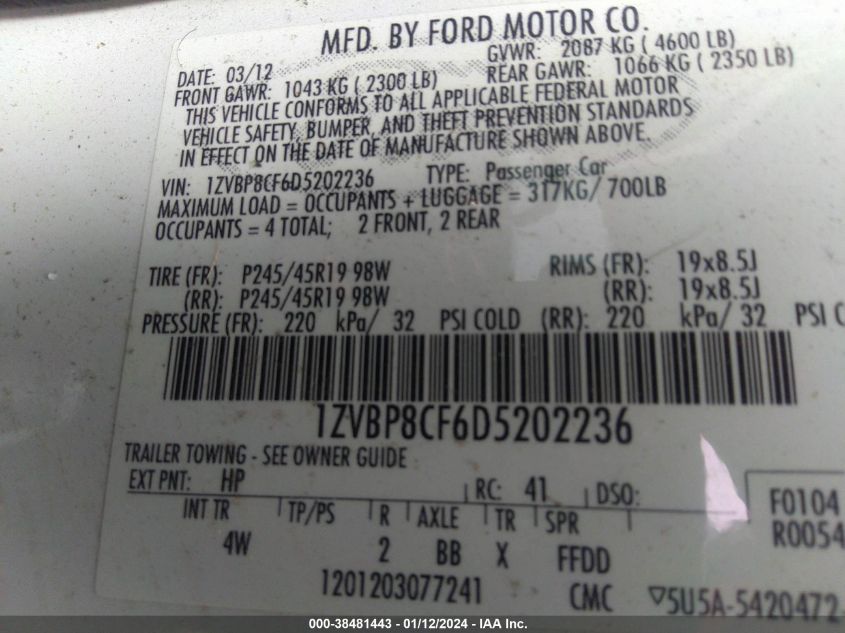 MFD. BY FORD MOTOR CO.
DATE: 03/12 GVWR: 2087 KG ( 4600 LB)
FRONT GAWR: 1043 KG ( 2300 LB) REAR GAWR: 1066 KG ( 2350 LB)
THIS VEHICLE CONFORMS TO ALL APPLICABLE FEDERAL MOTOR
VEHICLE SAFETY, BUMPER, AND THEFT PREVENTION STANDARDS
IN EFFECT ON THE DATE OF MANUFACTURE SHOWN ABOVE.
VIN: 1ZVBP8CF6D5202236 TYPE: Passenger Car
MAXIMUM LOAD = OCCUPANTS + LUGGAGE = 317KG/ 700LB
OCCUPANTS = 4 TOTAL; 2 FRONT, 2 REAR
TIRE (FR): P245/45R19 98W RIMS (FR): 19x8.5J
(RR): P245/45R19 98W (RR): 19x8.5J
PRESSURE (FR): 220 kPa/ 32 PSI COLD (RR): 220 kPa/ 32 PSI C
1ZVBP8CF6D5202236
TRAILER TOWING - SEE OWNER GUIDE
EXT PNT: HP RC: 41 DSO: F0104
INT TR TP/PS R AXLE TR SPR R0054
4W 2 BB X FFDD
1201203077241 CMC ▽5U5A-5420472-
000-38481443 - 01/12/2024 - IAA Inc.